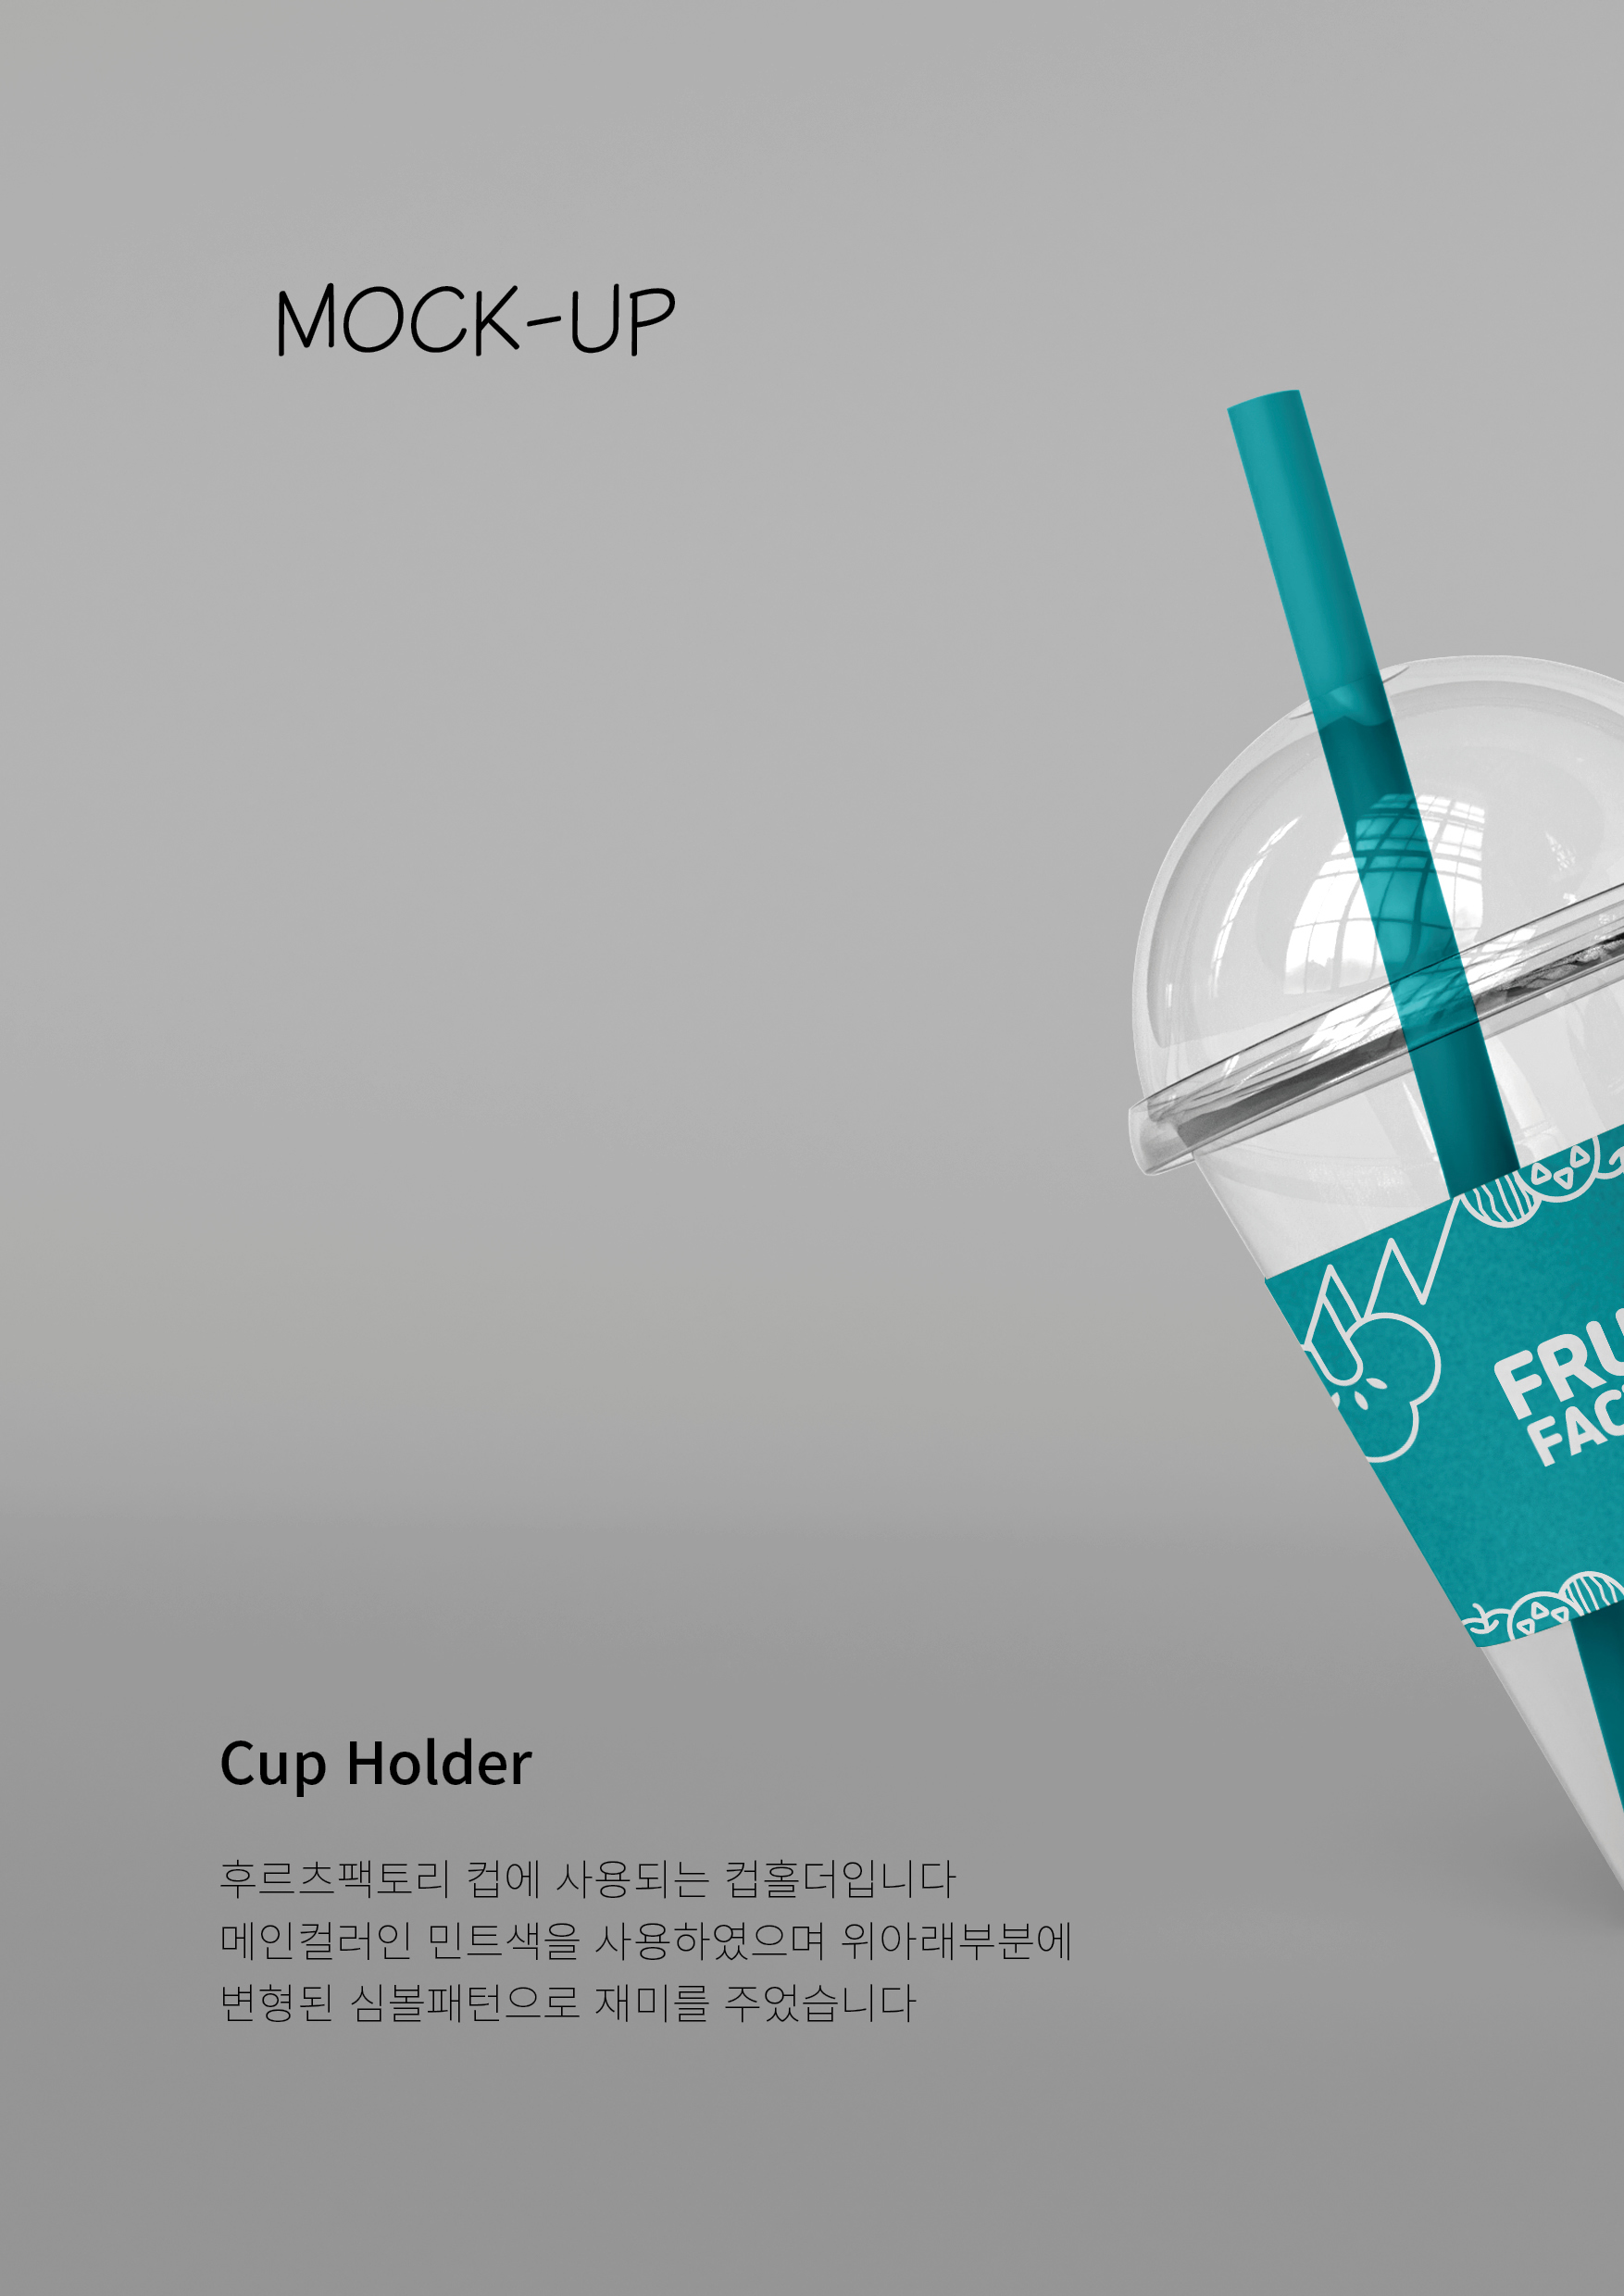 MOCK-UP
FRU
FAC
Cup Holder
후르츠팩토리 컵에 사용되는 컵홀더입니다
메인컬러인 민트색을 사용하였으며 위아래부분에
변형된 심볼패턴으로 재미를 주었습니다